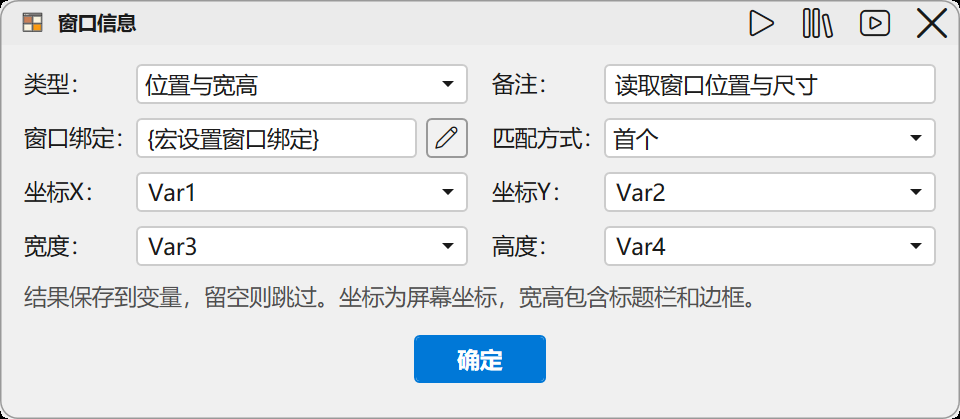 窗口信息
类型： 位置与宽高 备注： 读取窗口位置与尺寸
窗口绑定： {宏设置窗口绑定} 匹配方式： 首个
坐标X： Var1 坐标Y： Var2
宽度： Var3 高度： Var4
结果保存到变量，留空则跳过。坐标为屏幕坐标，宽高包含标题栏和边框。
确定